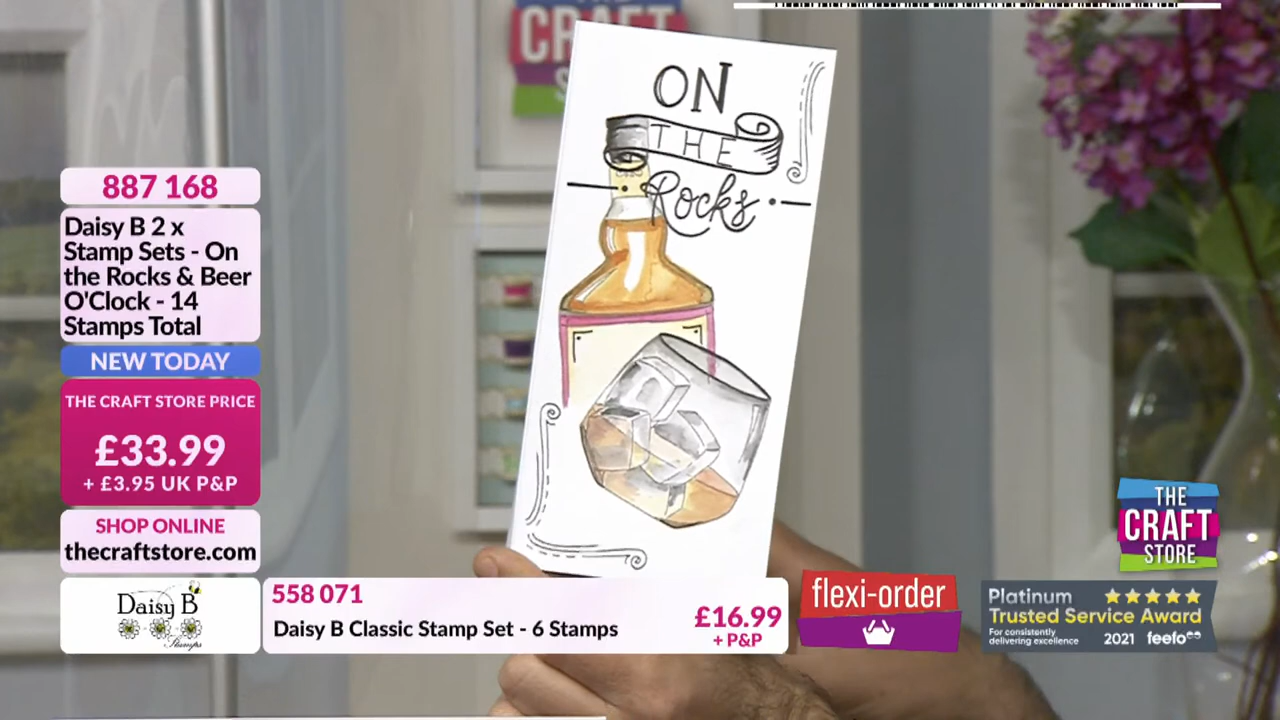 CR
S
ON
THE
Rocks
887 168
Daisy B 2 x
Stamp Sets - On
the Rocks & Beer
O'Clock - 14
Stamps Total
NEW TODAY
THE CRAFT STORE PRICE
£33.99
+ £3.95 UK P&P
SHOP ONLINE
thecraftstore.com
Daisy B
Stamps
558 071
Daisy B Classic Stamp Set - 6 Stamps
£16.99
+ P&P
flexi-order
THE
CRAFT
STORE
Platinum
Trusted Service Award
For consistently
delivering excellence
2021 feefo